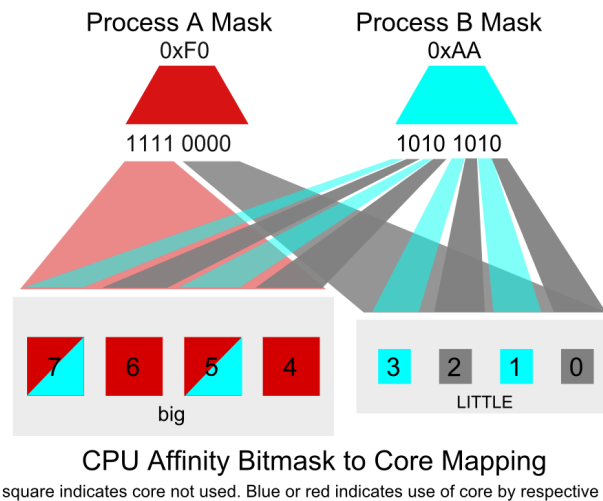 Process A Mask
0xF0
Process B Mask
0xAA
1111 0000
1010 1010
7 6 5 4
big
3 2 1 0
LITTLE
CPU Affinity Bitmask to Core Mapping
square indicates core not used. Blue or red indicates use of core by respective